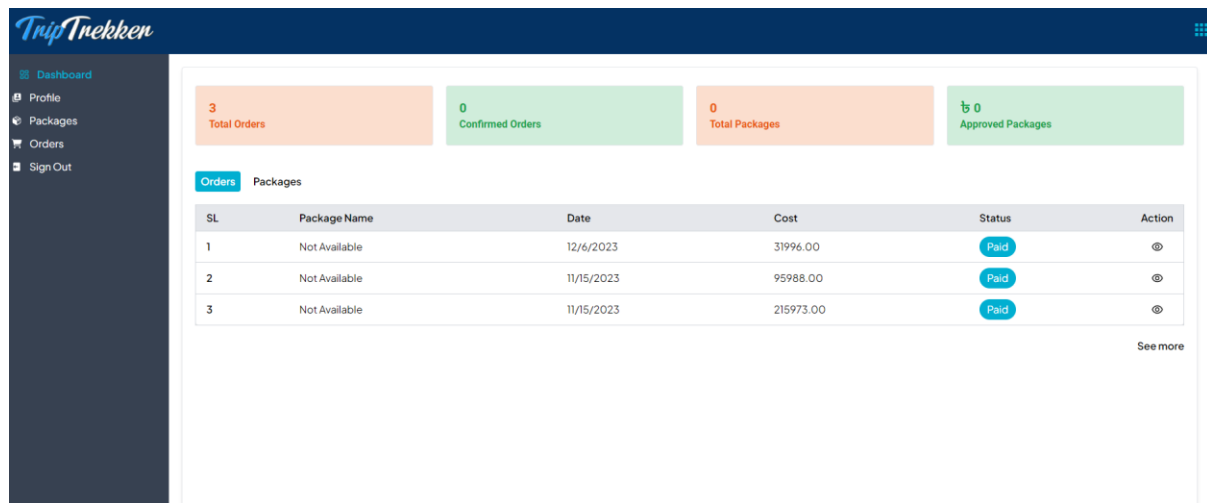 TripTrekker
Dashboard
Profile
Packages
Orders
Sign Out
3
Total Orders
0
Confirmed Orders
0
Total Packages
৳ 0
Approved Packages
Orders Packages
SL Package Name Date Cost Status Action
1 Not Available 12/6/2023 31996.00 Paid
2 Not Available 11/15/2023 95988.00 Paid
3 Not Available 11/15/2023 215973.00 Paid
See more